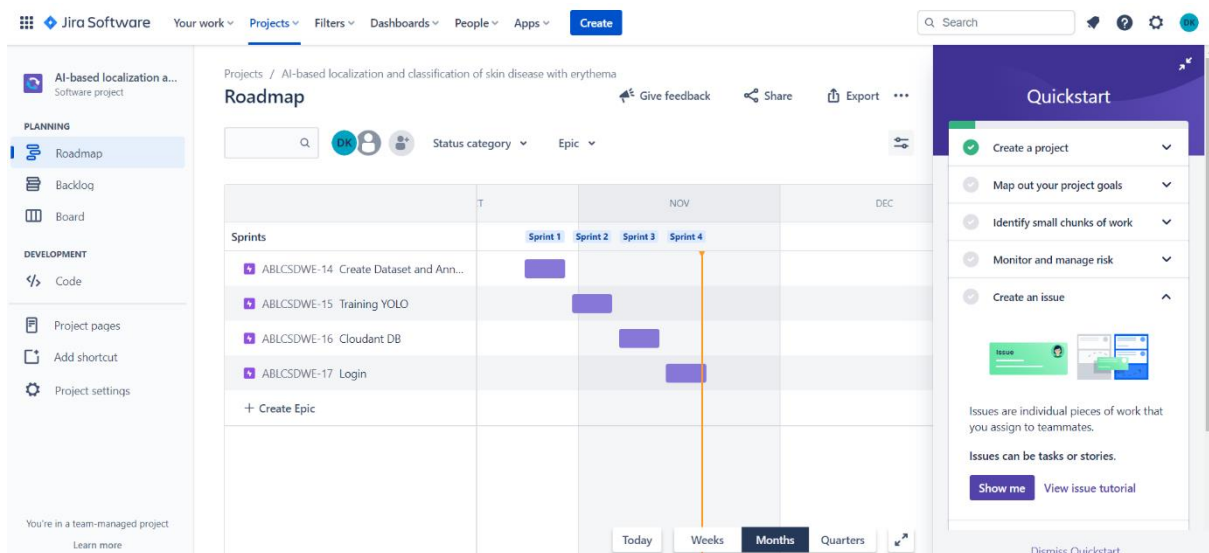 Jira Software Your work Projects Filters Dashboards People Apps Create Search DK
AI-based localization a...
Software project
PLANNING
Roadmap
Backlog
Board
DEVELOPMENT
Code
Project pages
Add shortcut
Project settings
You're in a team-managed project
Learn more
Projects / AI-based localization and classification of skin disease with erythema
Roadmap Give feedback Share Export
DK Status category Epic
T NOV DEC
Sprints Sprint 1 Sprint 2 Sprint 3 Sprint 4
ABLCSDWE-14 Create Dataset and Ann...
ABLCSDWE-15 Training YOLO
ABLCSDWE-16 Cloudant DB
ABLCSDWE-17 Login
+ Create Epic
Today Weeks Months Quarters
Quickstart
Create a project
Map out your project goals
Identify small chunks of work
Monitor and manage risk
Create an issue
Issue
Issues are individual pieces of work that
you assign to teammates.
Issues can be tasks or stories.
Show me View issue tutorial
Dismiss Quickstart